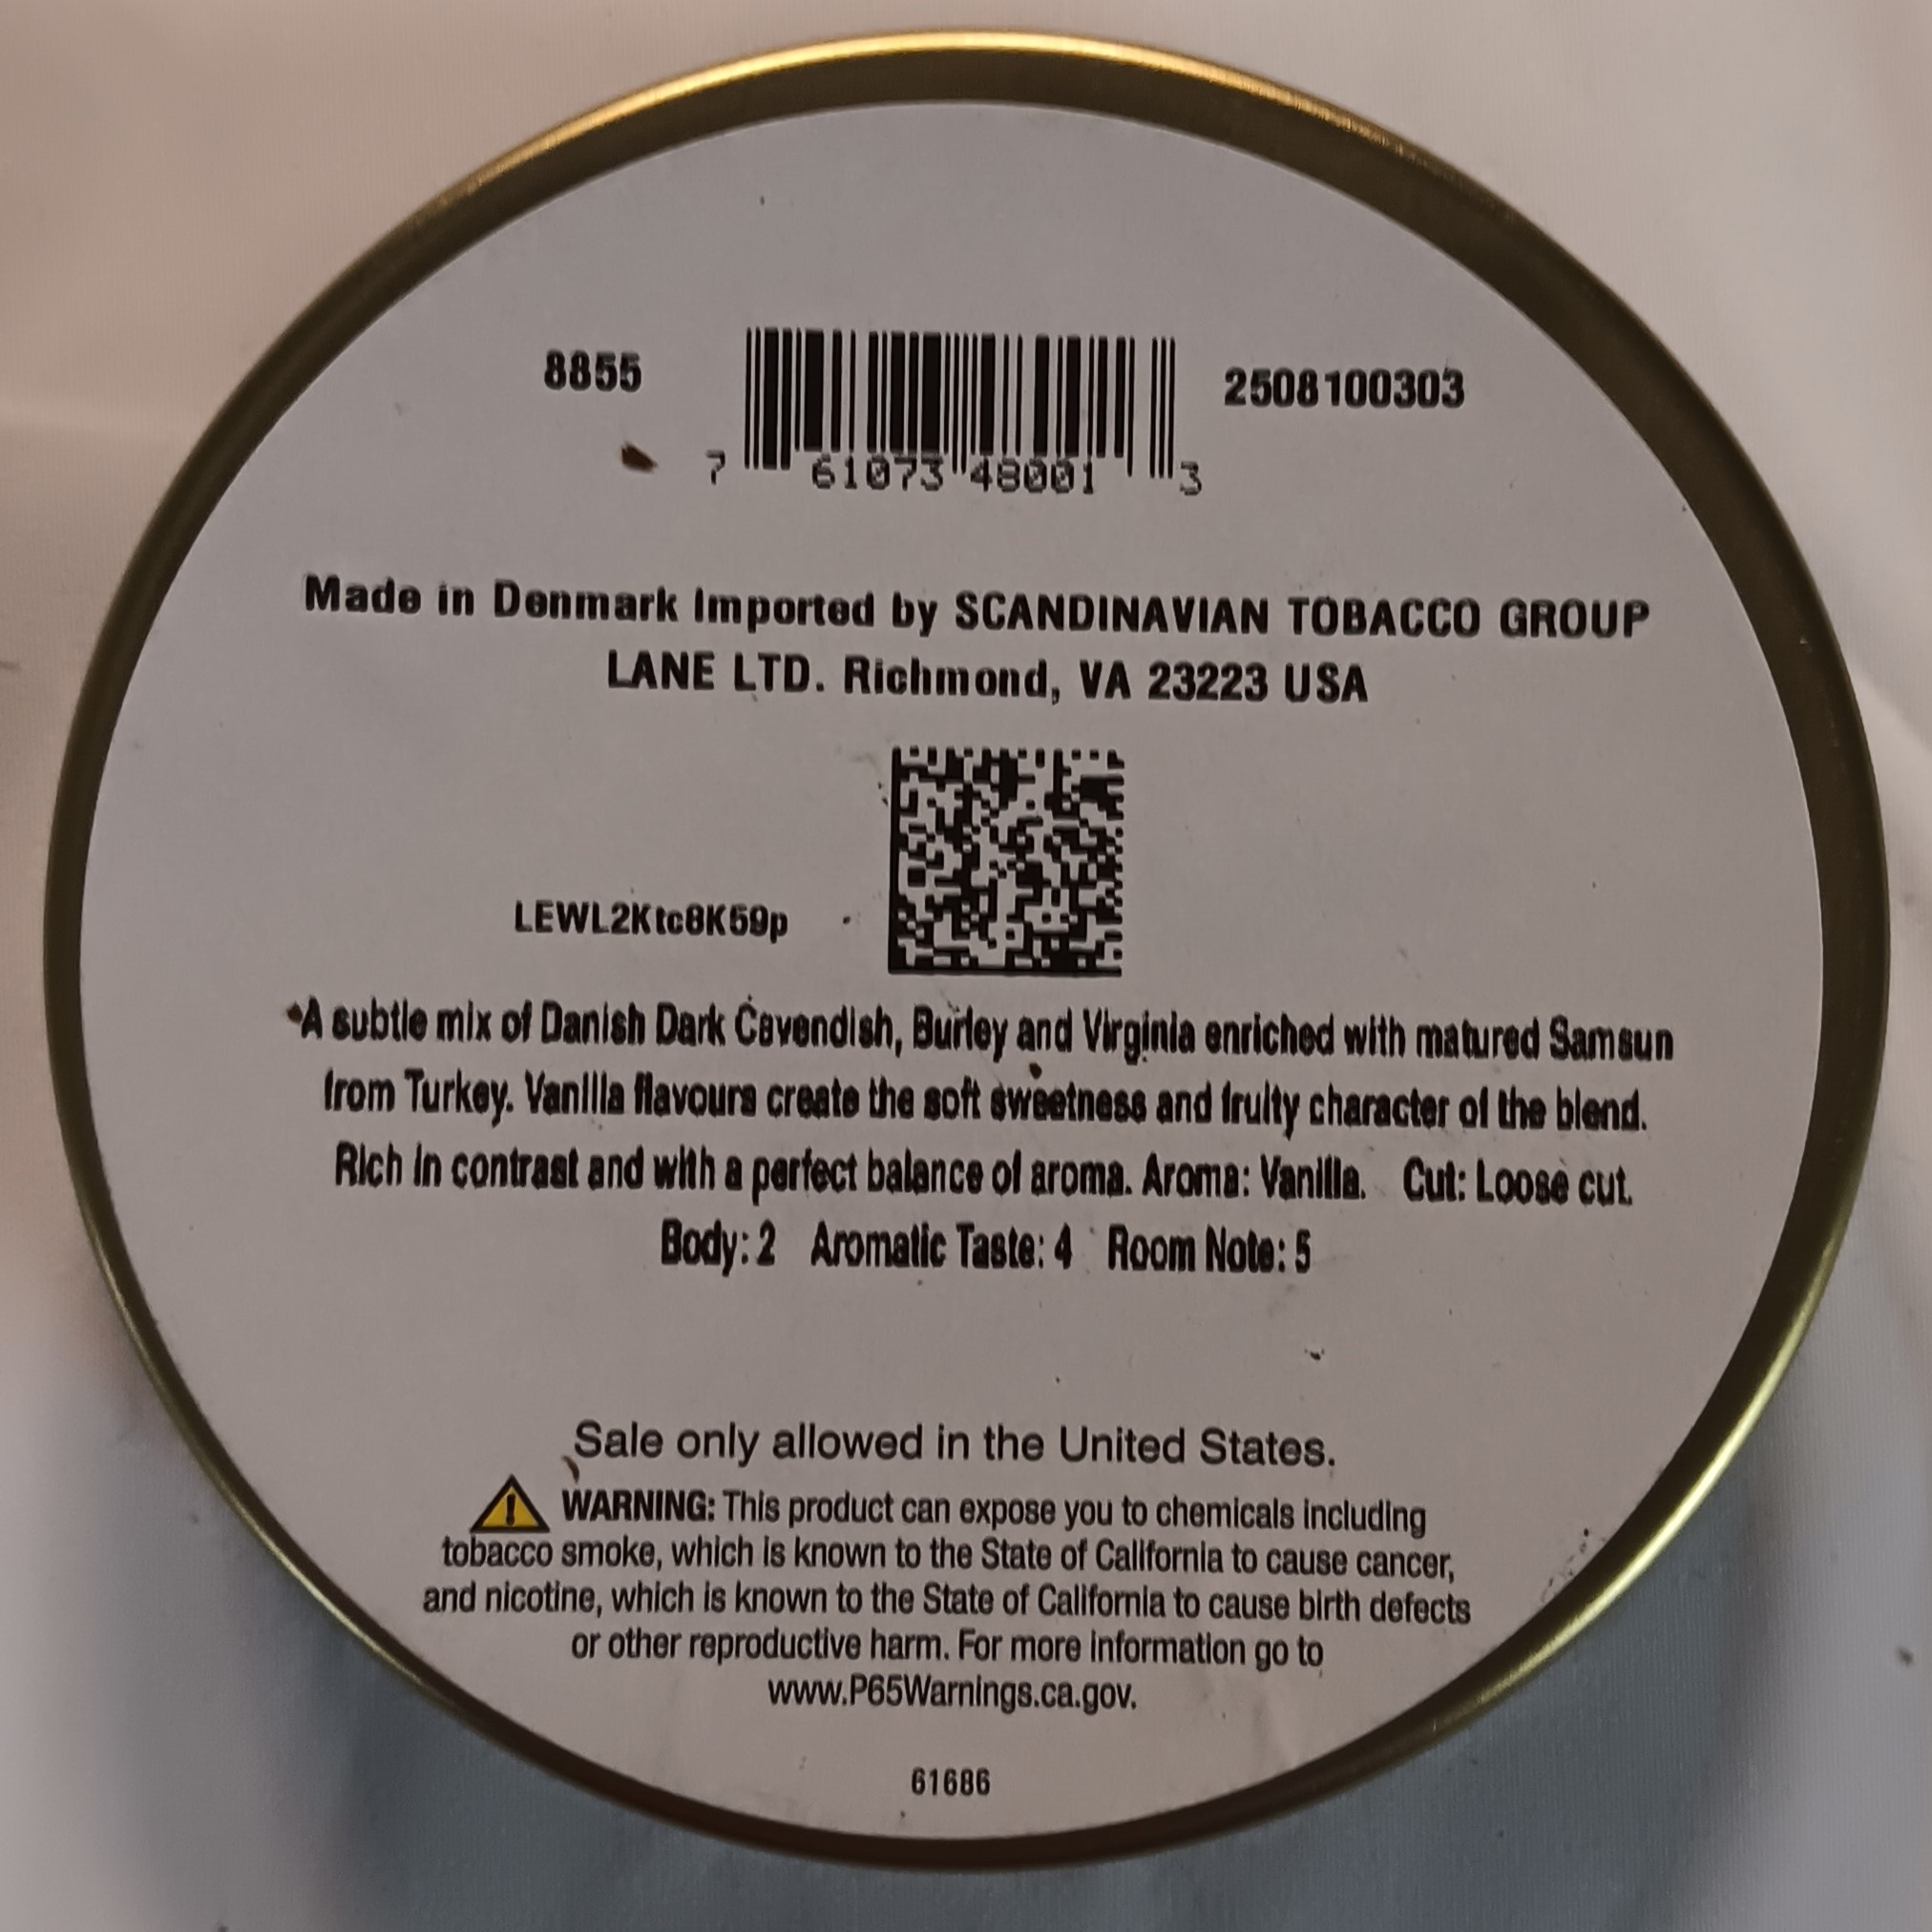 8855
2508100303
7 61073 48001 3
Made in Denmark Imported by SCANDINAVIAN TOBACCO GROUP
LANE LTD. Richmond, VA 23223 USA
LEWL2Ktc8K59p
A subtle mix of Danish Dark Cavendish, Burley and Virginia enriched with matured Samsun
from Turkey. Vanilla flavours create the soft sweetness and fruity character of the blend.
Rich in contrast and with a perfect balance of aroma. Aroma: Vanilla. Cut: Loose cut.
Body: 2 Aromatic Taste: 4 Room Note: 5
Sale only allowed in the United States.
WARNING: This product can expose you to chemicals including
tobacco smoke, which is known to the State of California to cause cancer,
and nicotine, which is known to the State of California to cause birth defects
or other reproductive harm. For more information go to
www.P65Warnings.ca.gov.
61686